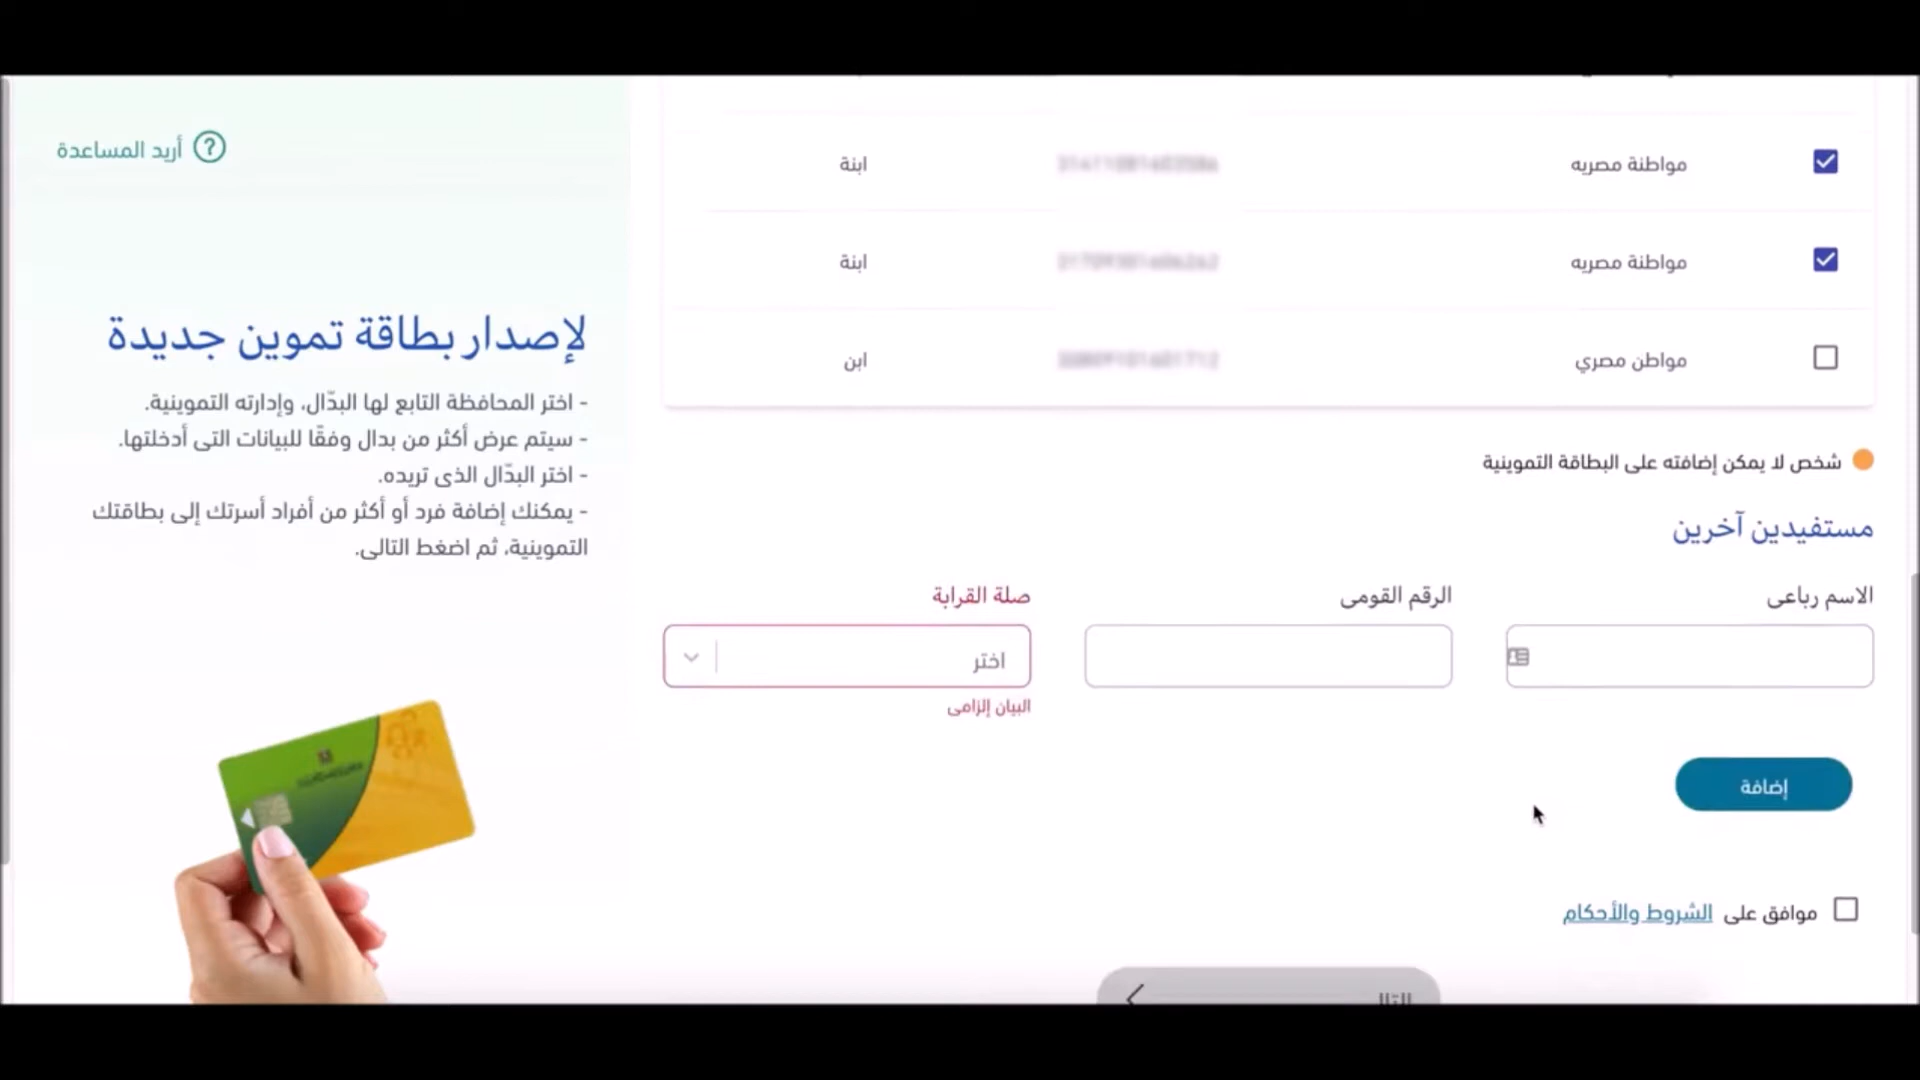 أريد المساعدة
لإصدار بطاقة تموين جديدة
- اختر المحافظة التابع لها البدّال، وإدارته التموينية.
- سيتم عرض أكثر من بدال وفقًا للبيانات التى أدخلتها.
- اختر البدّال الذى تريده.
- يمكنك إضافة فرد أو أكثر من أفراد أسرتك إلى بطاقتك
التموينية، ثم اضغط التالى.
مواطنة مصريه ابنة
مواطنة مصريه ابنة
مواطن مصري ابن
شخص لا يمكن إضافته على البطاقة التموينية
مستفيدين آخرين
الاسم رباعى الرقم القومى صلة القرابة
اختر
البيان إلزامى
إضافة
موافق على الشروط والأحكام